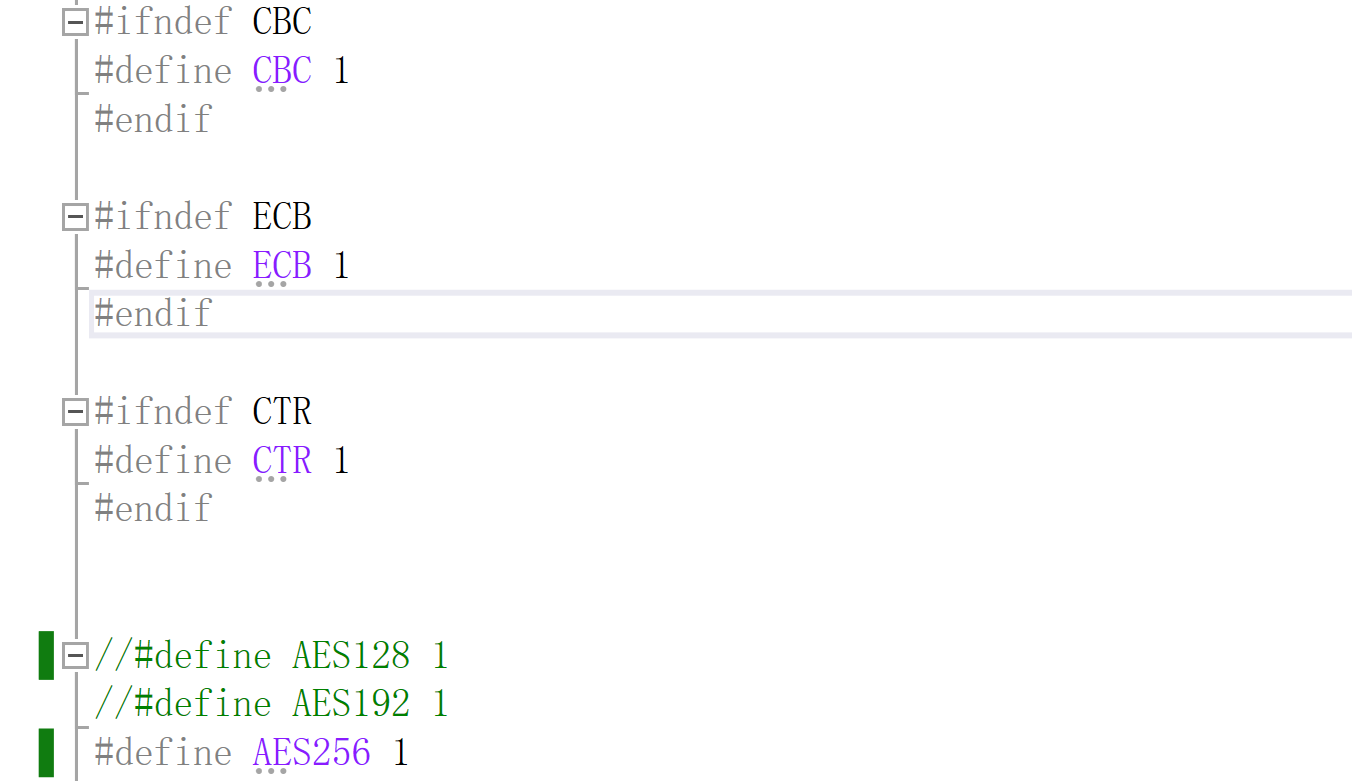 #ifndef CBC
#define CBC 1
#endif
#ifndef ECB
#define ECB 1
#endif
#ifndef CTR
#define CTR 1
#endif
//#define AES128 1
//#define AES192 1
#define AES256 1